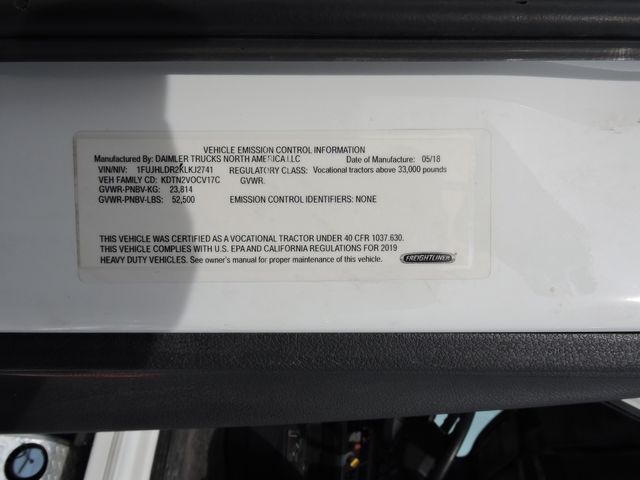 VEHICLE EMISSION CONTROL INFORMATION
Manufactured By: DAIMLER TRUCKS NORTH AMERICA LLC Date of Manufacture: 05/18
VIN/NIV: 1FUJHLDR2KLKJ2741 REGULATORY CLASS: Vocational tractors above 33,000 pounds
VEH FAMILY CD: KDTN2VOCV17C GVWR.
GVWR-PNBV-KG: 23,814
GVWR-PNBV-LBS: 52,500 EMISSION CONTROL IDENTIFIERS: NONE
THIS VEHICLE WAS CERTIFIED AS A VOCATIONAL TRACTOR UNDER 40 CFR 1037.630.
THIS VEHICLE COMPLIES WITH U.S. EPA AND CALIFORNIA REGULATIONS FOR 2019
HEAVY DUTY VEHICLES. See owner's manual for proper maintenance of this vehicle. FREIGHTLINER